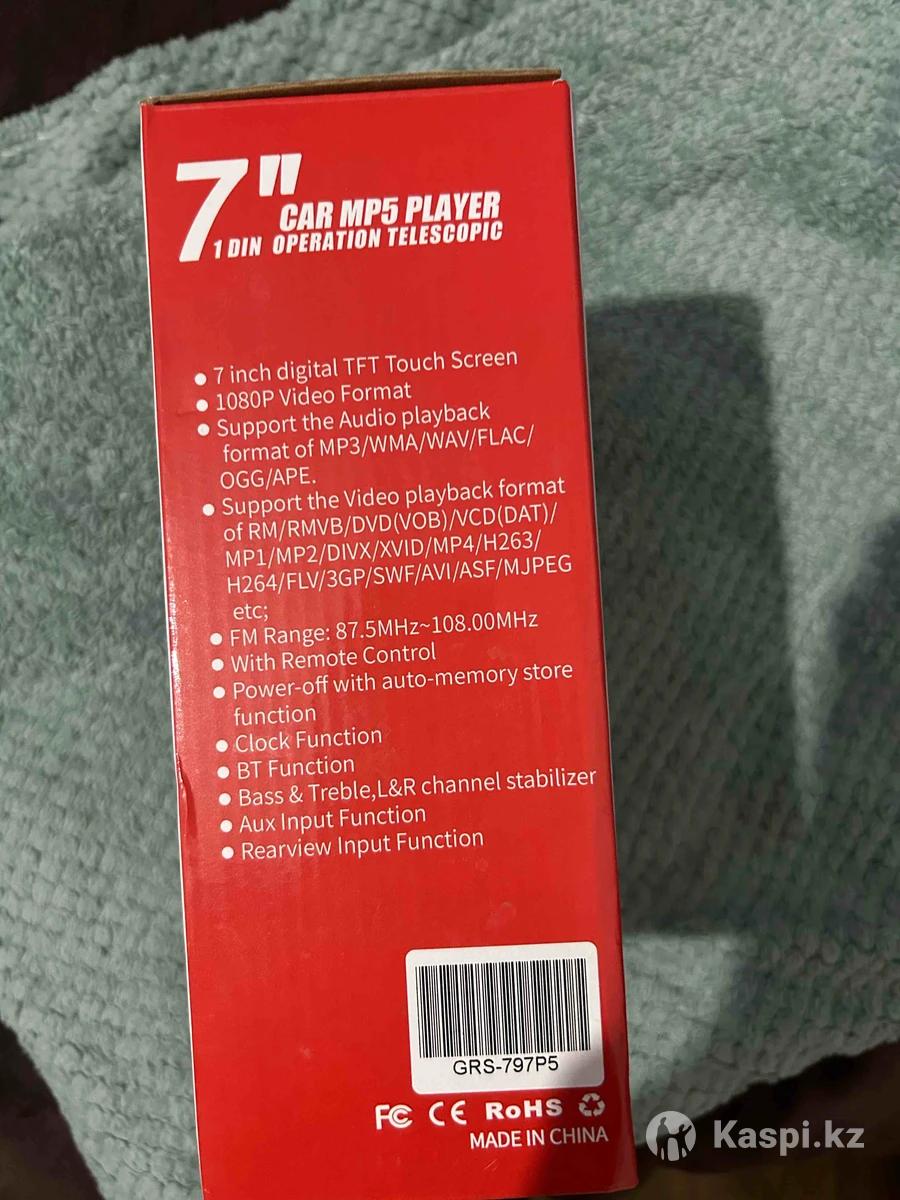 7"
CAR MP5 PLAYER
1 DIN OPERATION TELESCOPIC
● 7 inch digital TFT Touch Screen
● 1080P Video Format
● Support the Audio playback
format of MP3/WMA/WAV/FLAC/
OGG/APE.
● Support the Video playback format
of RM/RMVB/DVD(VOB)/VCD(DAT)/
MP1/MP2/DIVX/XVID/MP4/H263/
H264/FLV/3GP/SWF/AVI/ASF/MJPEG
etc;
● FM Range: 87.5MHz~108.00MHz
● With Remote Control
● Power-off with auto-memory store
function
● Clock Function
● BT Function
● Bass & Treble,L&R channel stabilizer
● Aux Input Function
● Rearview Input Function
GRS-797P5
FC CE RoHS
MADE IN CHINA
Kaspi.kz